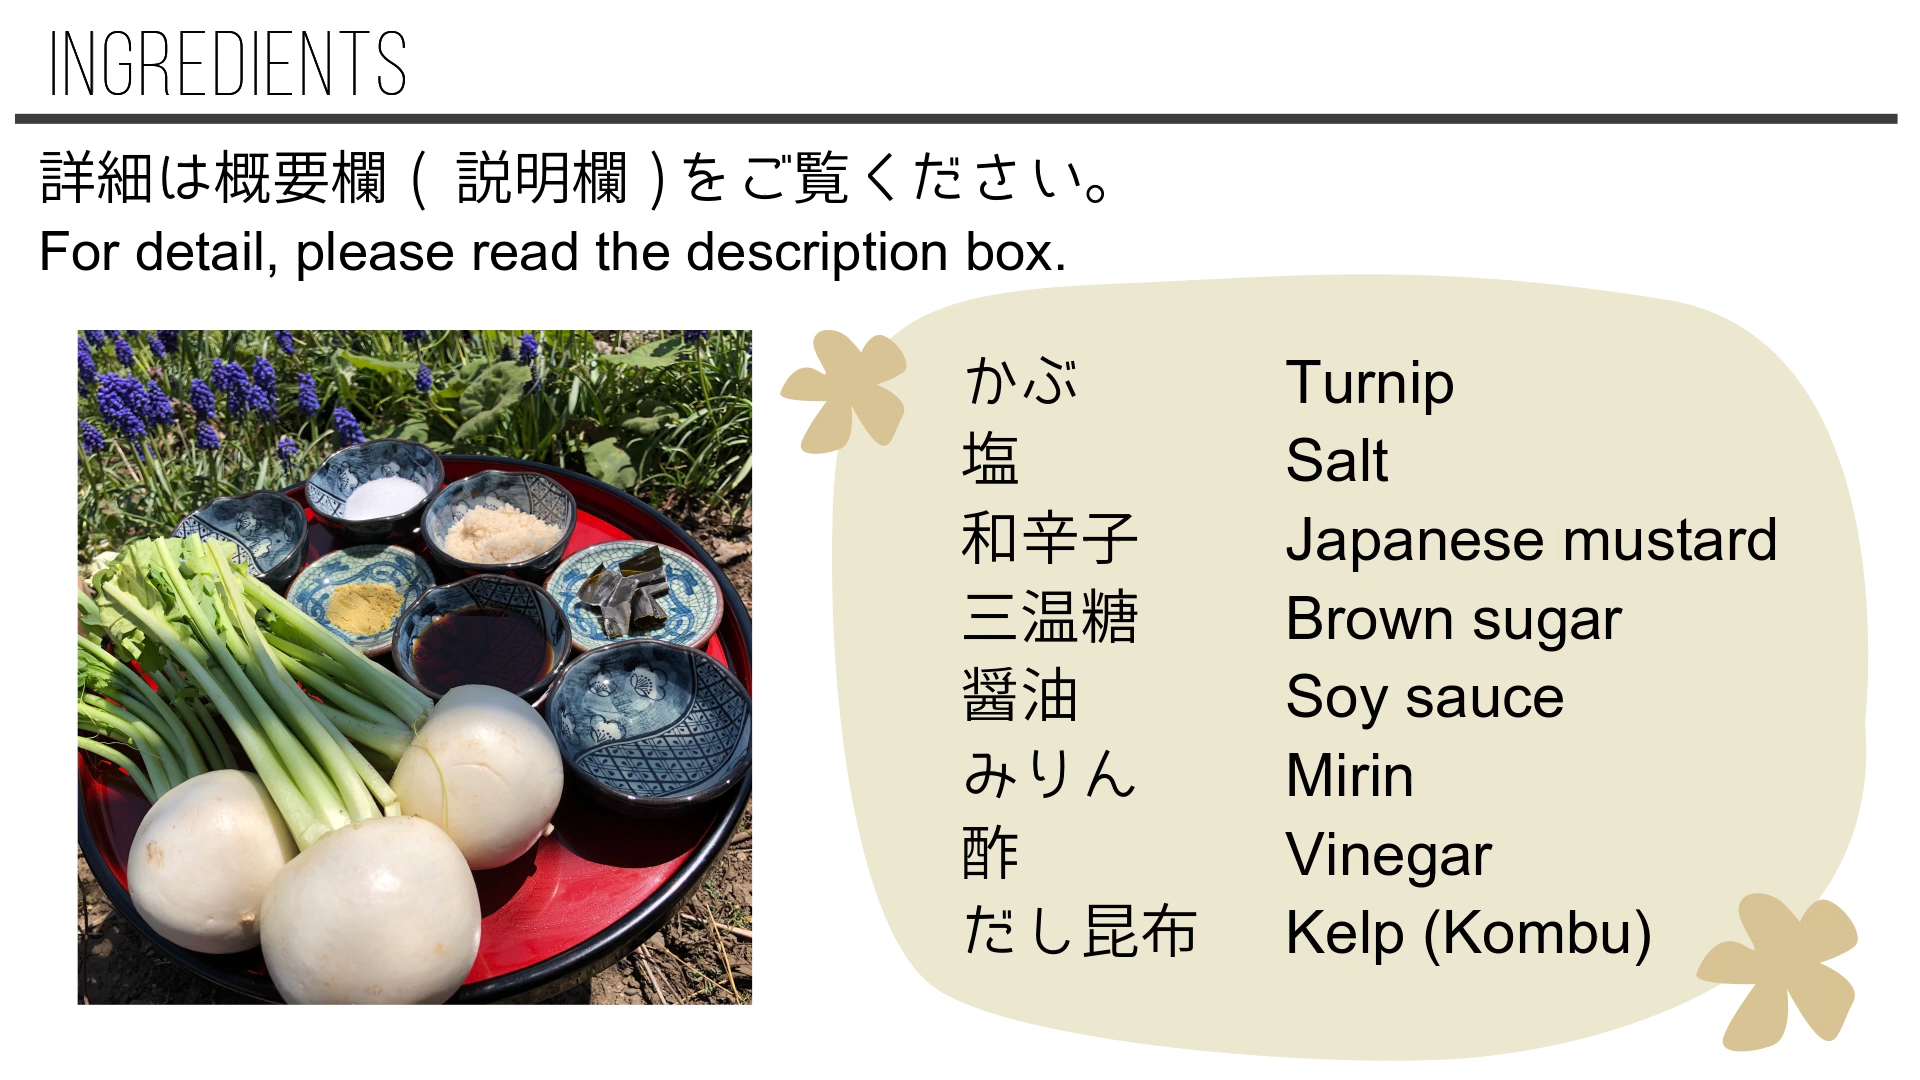 INGREDIENTS
詳細は概要欄 ( 説明欄 )をご覧ください。
For detail, please read the description box.
かぶ Turnip
塩 Salt
和辛子 Japanese mustard
三温糖 Brown sugar
醤油 Soy sauce
みりん Mirin
酢 Vinegar
だし昆布 Kelp (Kombu)